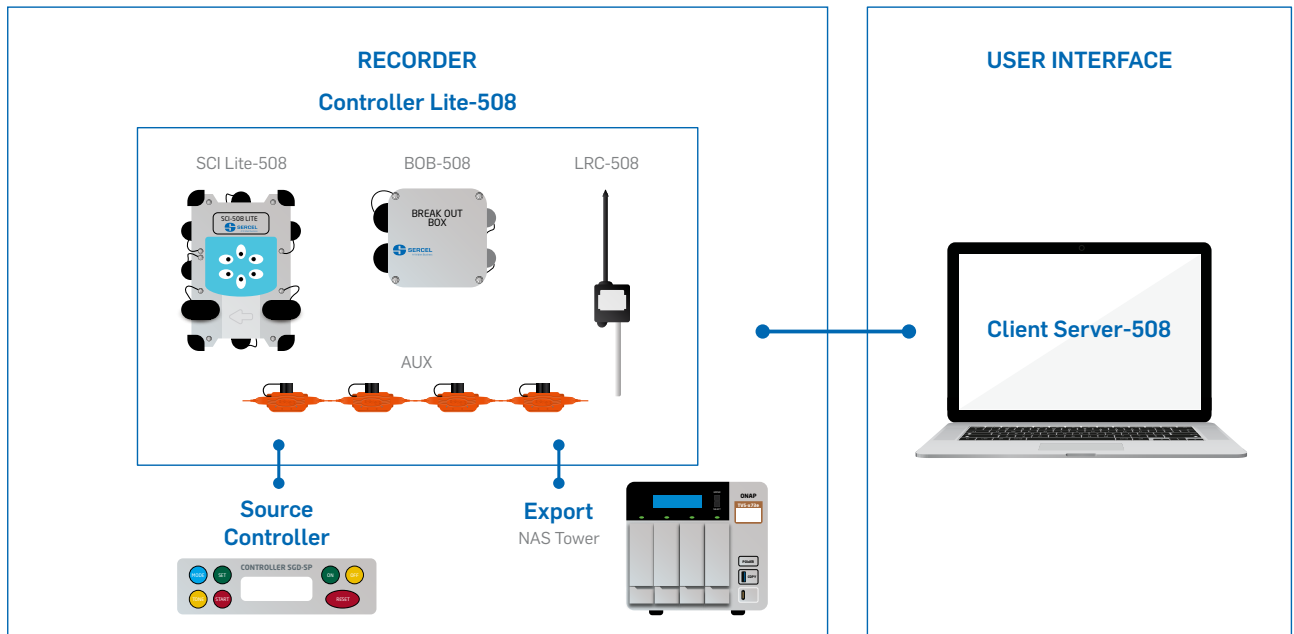 RECORDER
USER INTERFACE
Controller Lite-508
SCI Lite-508
BOB-508
LRC-508
SCI-508 LITE
SERCEL
BREAK OUT
BOX
SERCEL
Client Server-508
AUX
Source
Controller
Export
NAS Tower
CONTROLLER SGD-SP
MODE
SET
ON
OFF
START
RESET
POWER
COPY